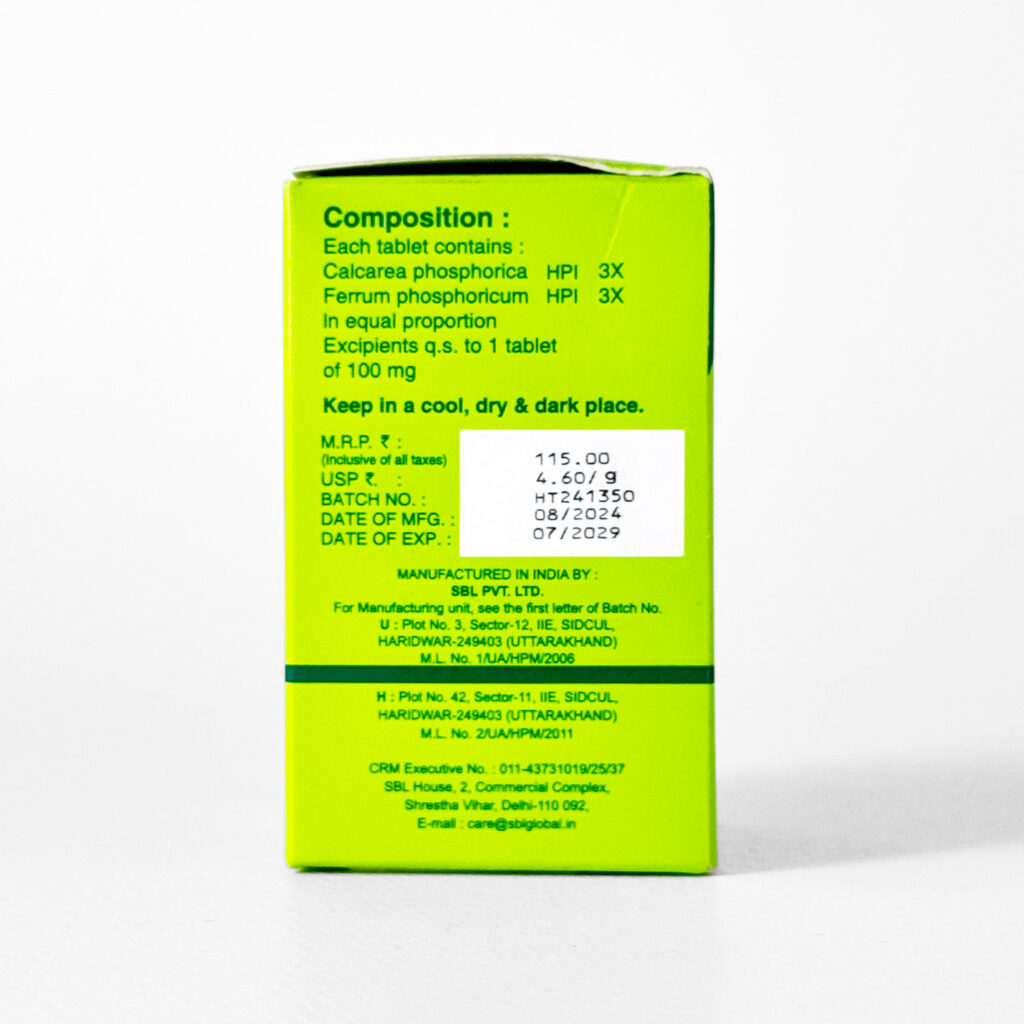 Composition :
Each tablet contains :
Calcarea phosphorica HPI 3X
Ferrum phosphoricum HPI 3X
In equal proportion
Excipients q.s. to 1 tablet
of 100 mg
Keep in a cool, dry & dark place.
M.R.P. ₹ : 115.00
(Inclusive of all taxes)
USP ₹. : 4.60/ g
BATCH NO. : HT241350
DATE OF MFG. : 08/2024
DATE OF EXP. : 07/2029
MANUFACTURED IN INDIA BY :
SBL PVT. LTD.
For Manufacturing unit, see the first letter of Batch No.
U : Plot No. 3, Sector-12, IIE, SIDCUL,
HARIDWAR-249403 (UTTARAKHAND)
M.L. No. 1/UA/HPM/2006
H : Plot No. 42, Sector-11, IIE, SIDCUL,
HARIDWAR-249403 (UTTARAKHAND)
M.L. No. 2/UA/HPM/2011
CRM Executive No. : 011-43731019/25/37
SBL House, 2, Commercial Complex,
Shrestha Vihar, Delhi-110 092,
E-mail : care@sblglobal.in